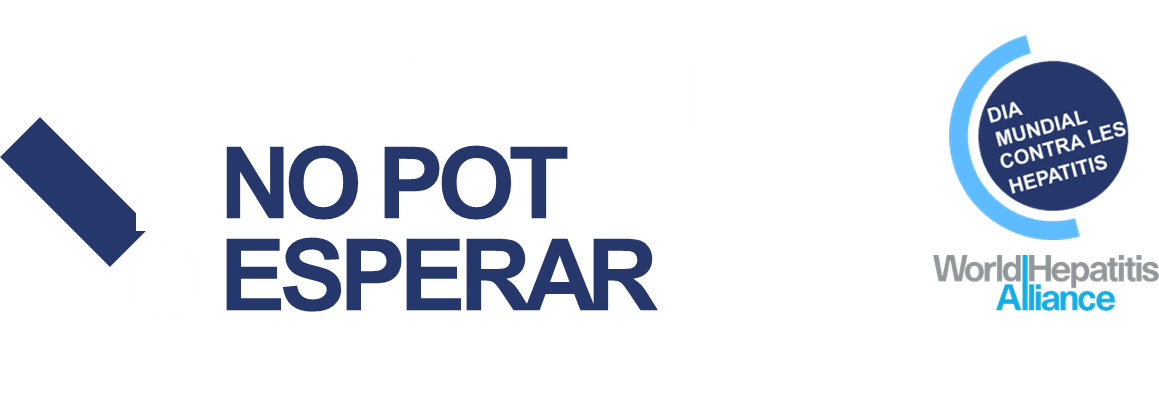 NO POT
ESPERAR
DIA
MUNDIAL
CONTRA LES
HEPATITIS
World Hepatitis
Alliance